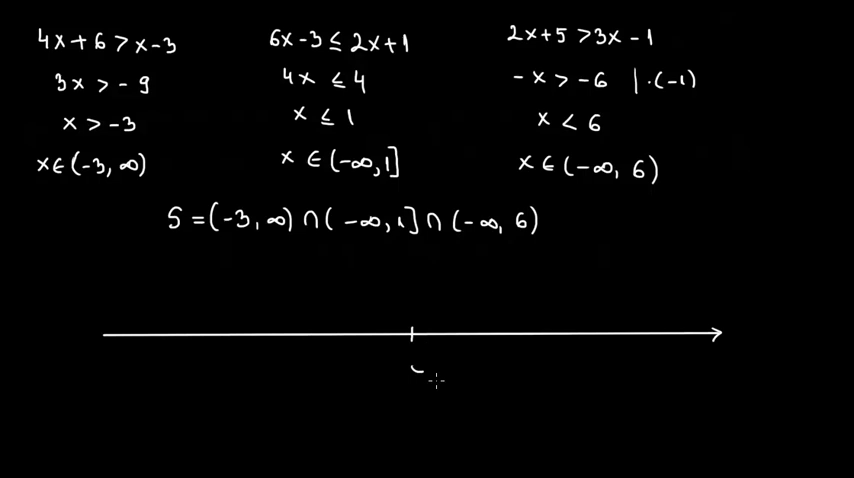 4x+6 > x-3
3x > -9
x > -3
x ∈ (-3, ∞)
6x-3 ≤ 2x+1
4x ≤ 4
x ≤ 1
x ∈ (-∞, 1]
2x+5 > 3x-1
-x > -6 | ·(-1)
x < 6
x ∈ (-∞, 6)
S = (-3, ∞) ∩ (-∞, 1] ∩ (-∞, 6)